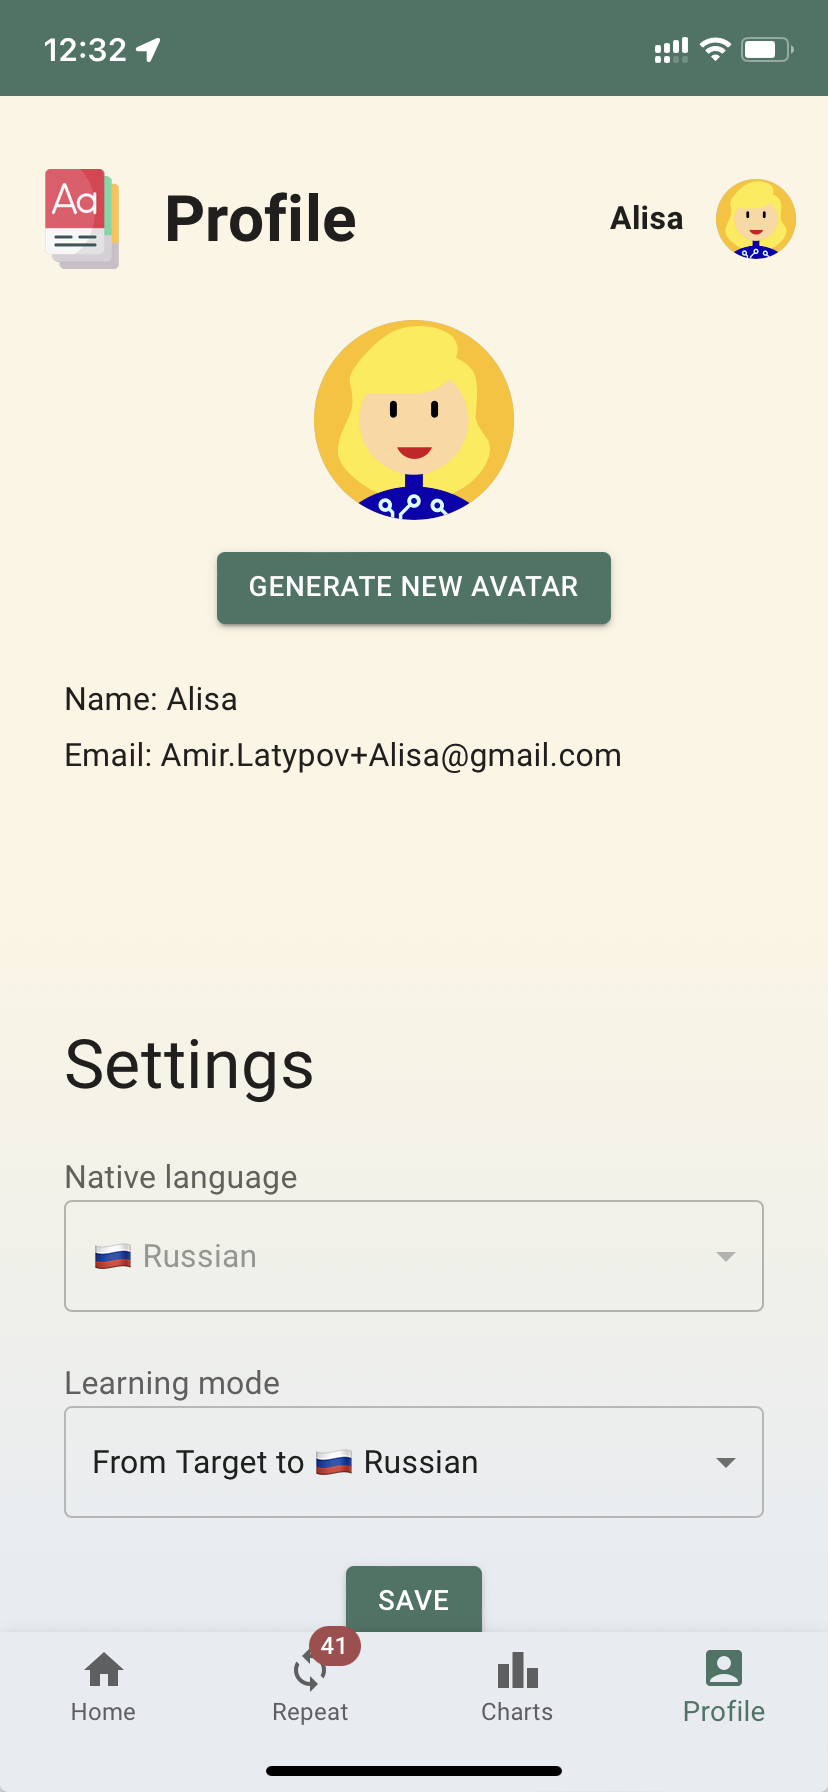 12:32
Aa
Profile
Alisa
GENERATE NEW AVATAR
Name: Alisa
Email: Amir.Latypov+Alisa@gmail.com
Settings
Native language
🇷🇺 Russian
Learning mode
From Target to 🇷🇺 Russian
SAVE
41
Home
Repeat
Charts
Profile